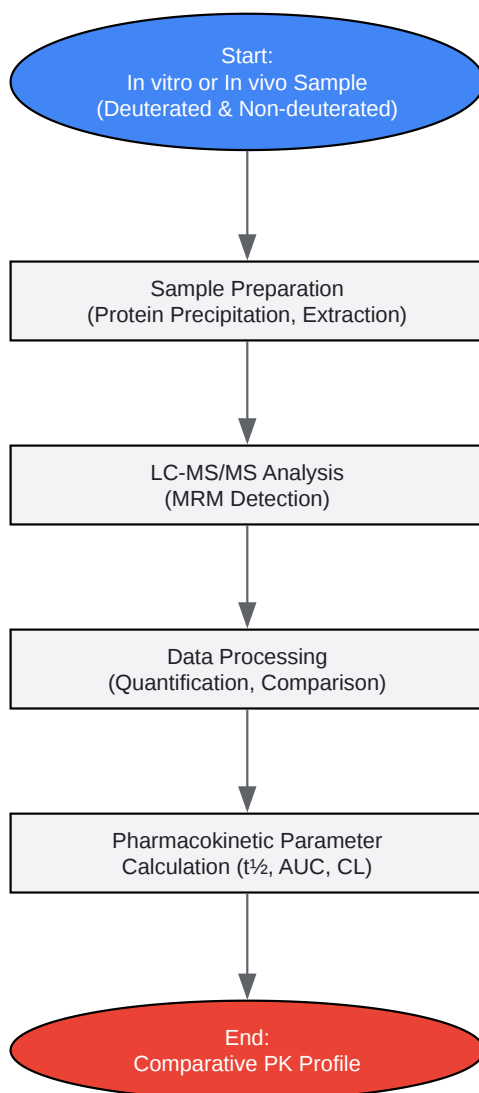 Start:
In vitro or In vivo Sample
(Deuterated & Non-deuterated)
Sample Preparation
(Protein Precipitation, Extraction)
LC-MS/MS Analysis
(MRM Detection)
Data Processing
(Quantification, Comparison)
Pharmacokinetic Parameter
Calculation (t½, AUC, CL)
End:
Comparative PK Profile